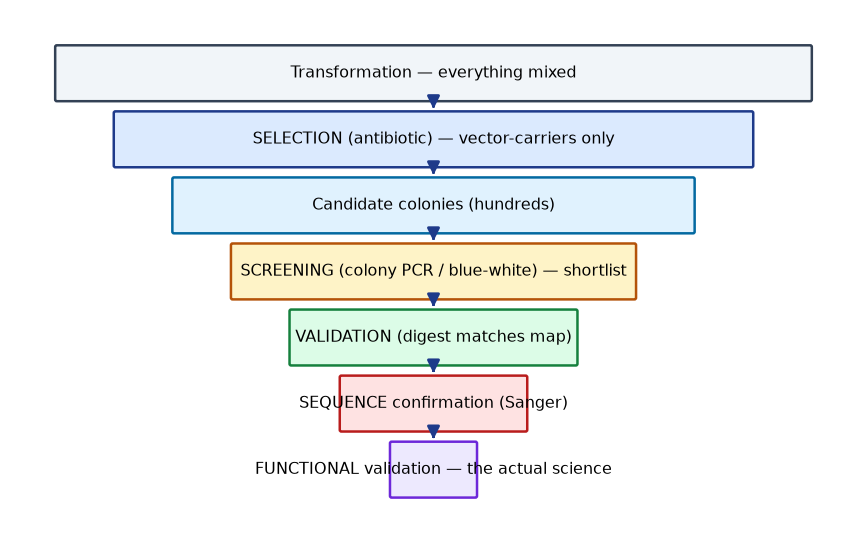 Transformation — everything mixed
SELECTION (antibiotic) — vector-carriers only
Candidate colonies (hundreds)
SCREENING (colony PCR / blue-white) — shortlist
VALIDATION (digest matches map)
SEQUENCE confirmation (Sanger)
FUNCTIONAL validation — the actual science